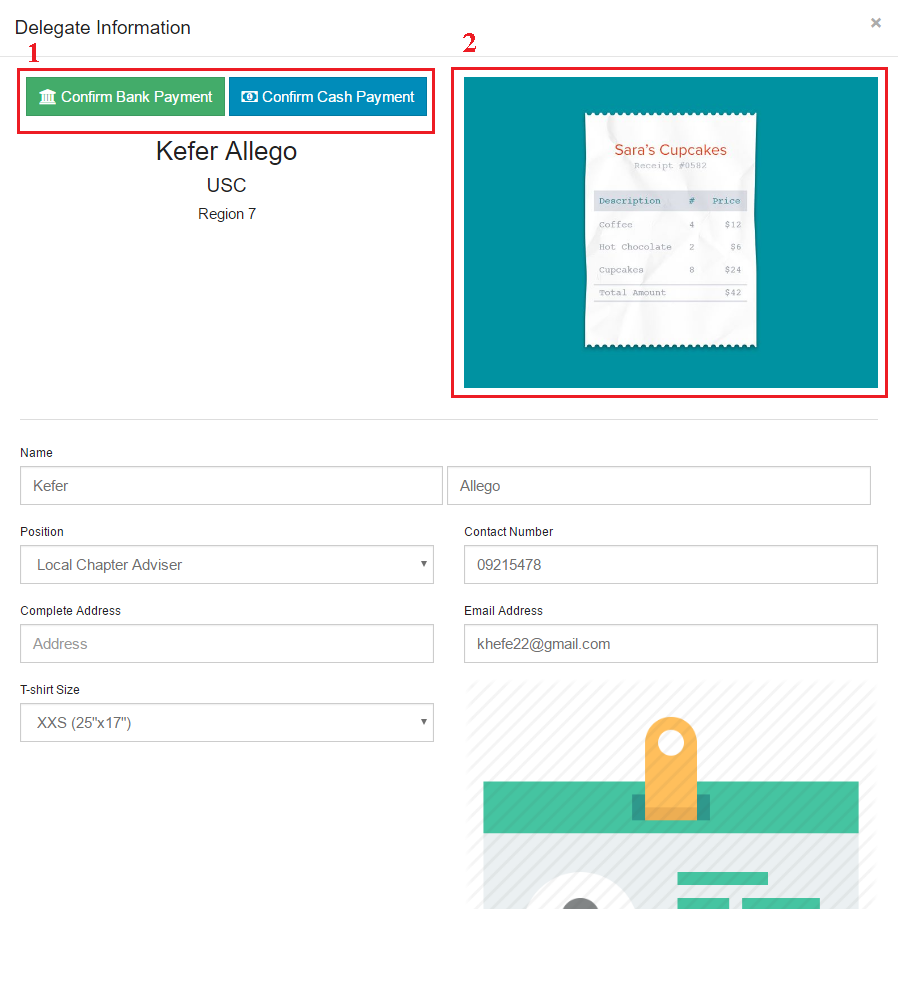 Delegate Information ×
1
2
Confirm Bank Payment Confirm Cash Payment
Kefer Allego
USC
Region 7
Sara's Cupcakes
Receipt #0582
Description # Price
Coffee 4 $12
Hot Chocolate 2 $6
Cupcakes 8 $24
Total Amount $42
Name
Kefer Allego
Position Contact Number
Local Chapter Adviser 09215478
Complete Address Email Address
Address khefe22@gmail.com
T-shirt Size
XXS (25"x17")